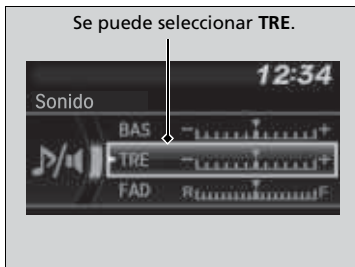 Se puede seleccionar TRE.
12:34
Sonido
BAS - +
TRE - +
FAD R F